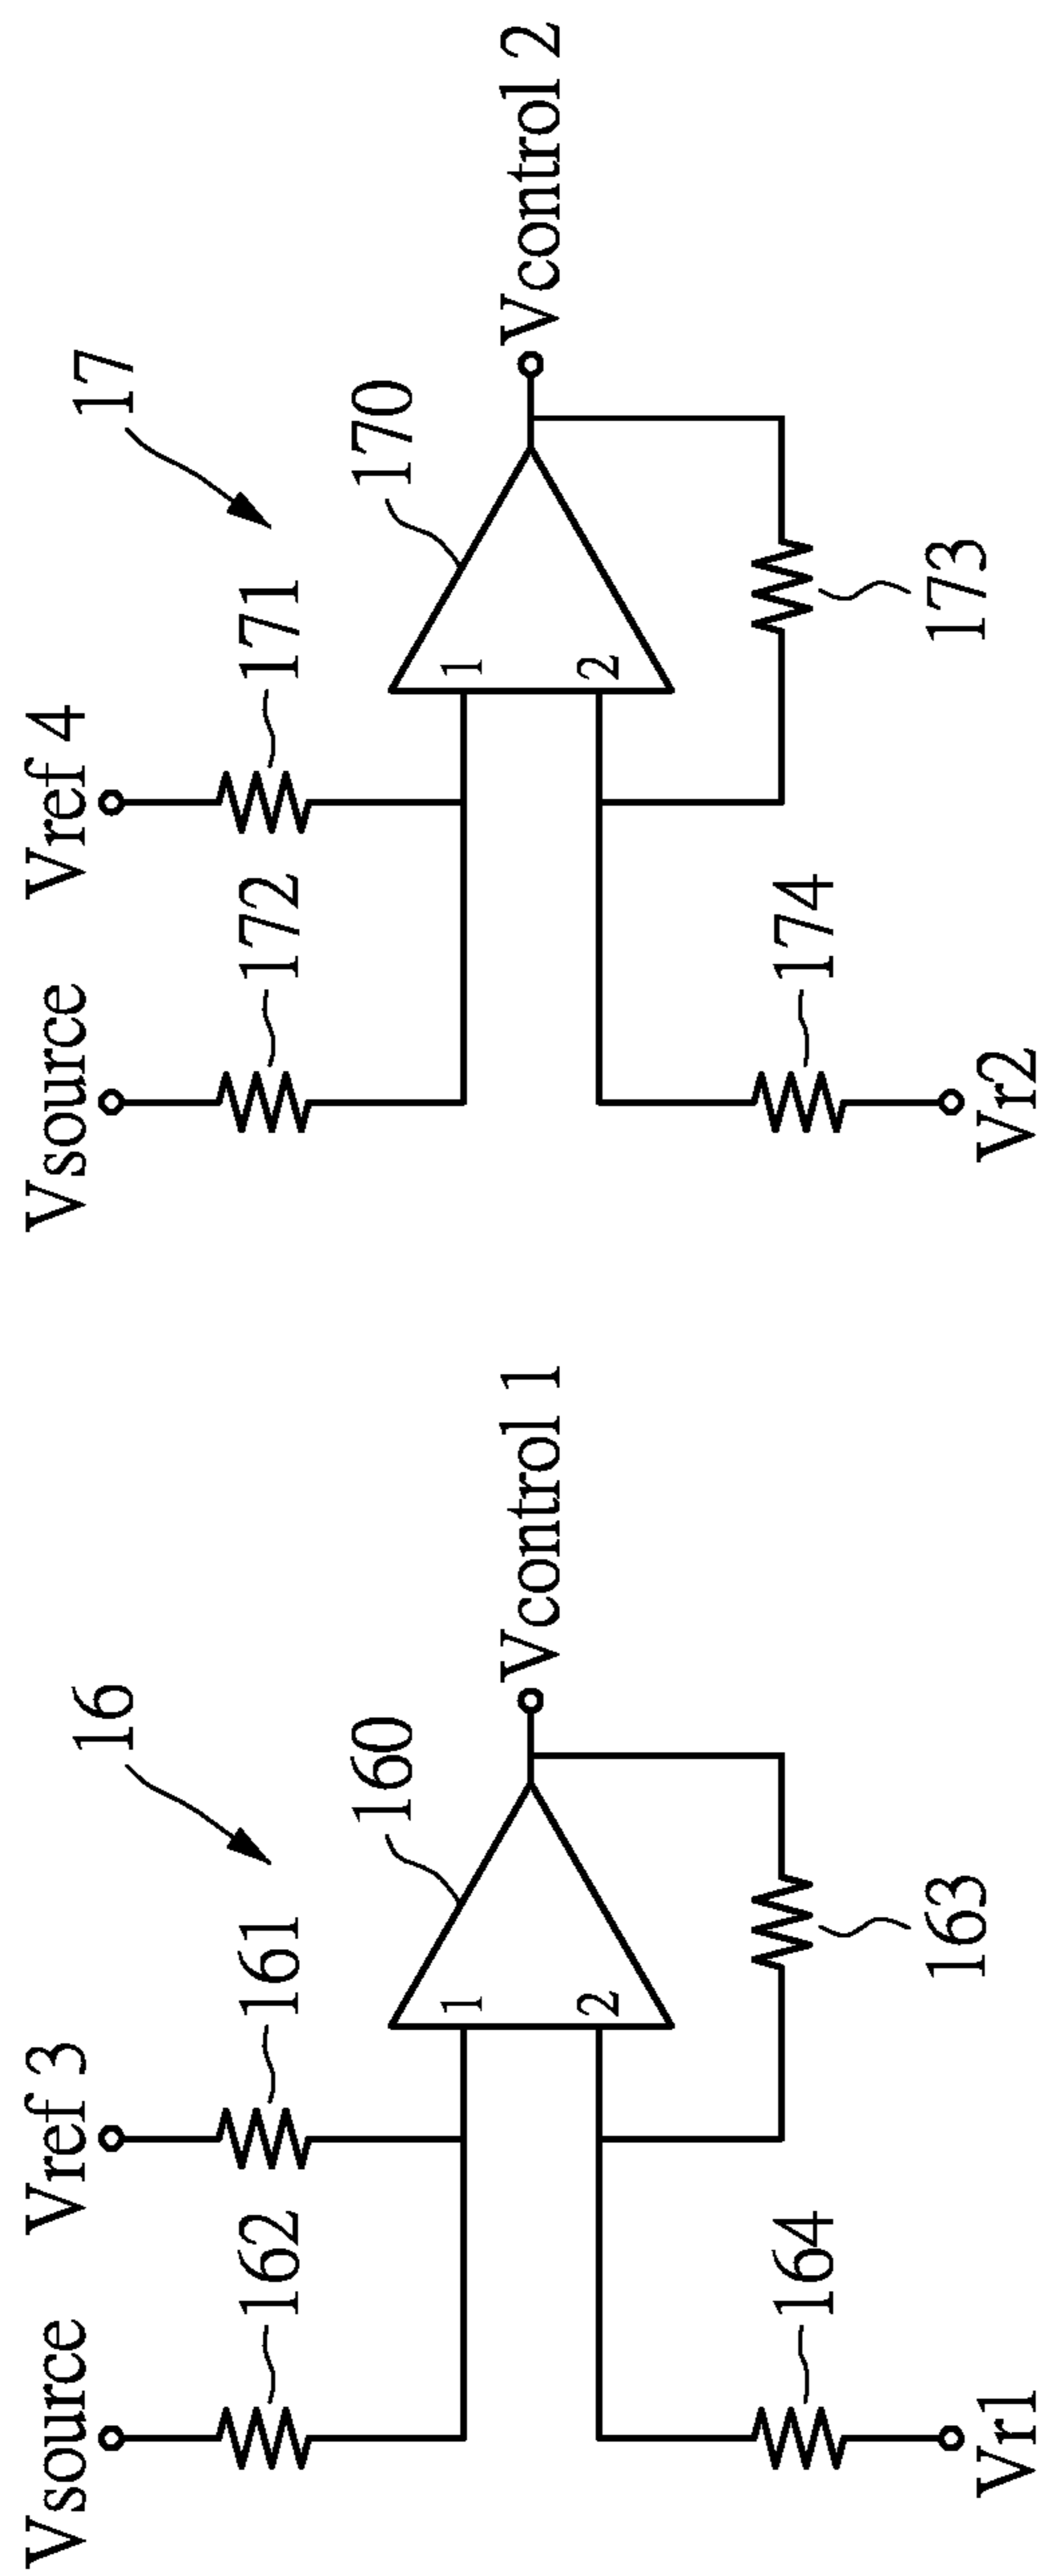 Vsource
Vref 3
162
161
16
160
1
2
Vcontrol 1
164
163
Vr1
Vsource
Vref 4
172
171
17
170
1
2
Vcontrol 2
174
173
Vr2